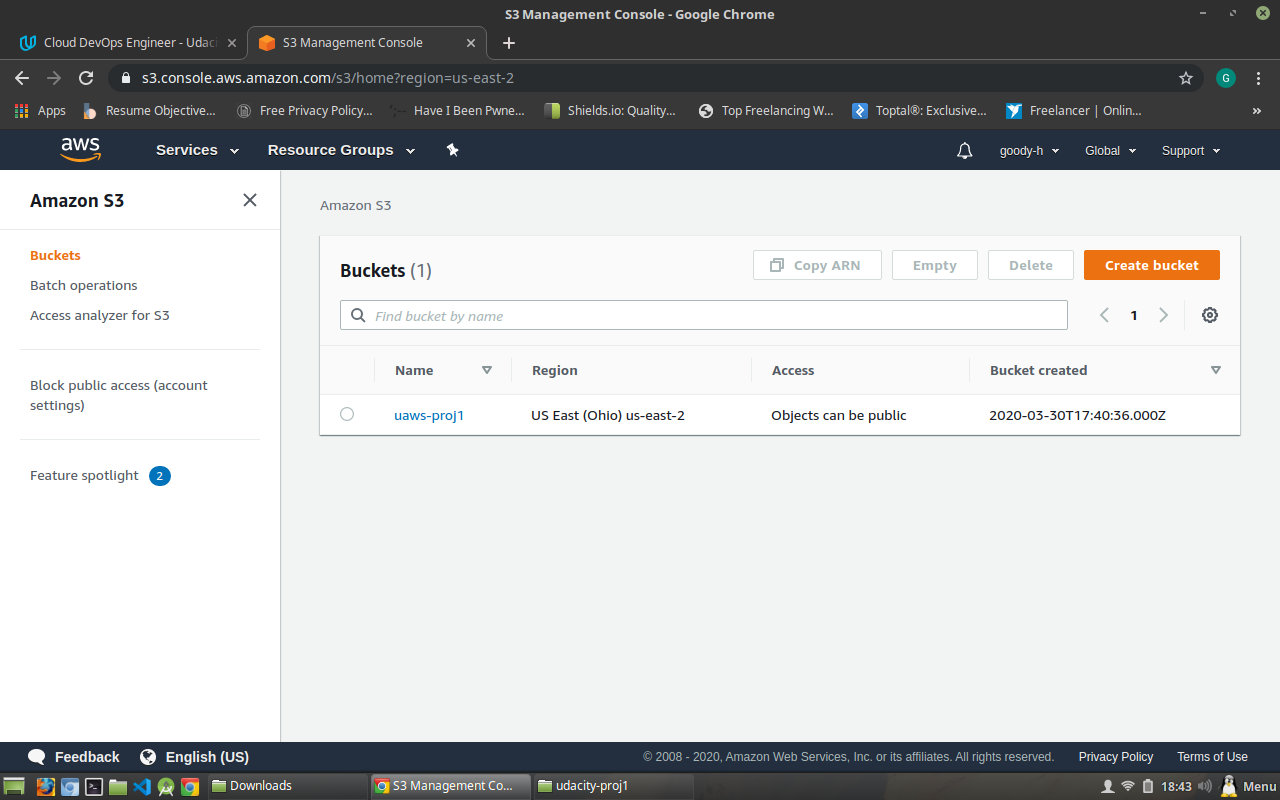 S3 Management Console - Google Chrome
Cloud DevOps Engineer - Udaci
S3 Management Console
s3.console.aws.amazon.com/s3/home?region=us-east-2
G
Apps
Resume Objective...
Free Privacy Policy...
Have I Been Pwne...
Shields.io: Quality...
Top Freelancing W...
Toptal®: Exclusive...
Freelancer | Onlin...
»
aws
Services
Resource Groups
goody-h
Global
Support
Amazon S3
Buckets
Batch operations
Access analyzer for S3
Block public access (account
settings)
Feature spotlight 2
Amazon S3
Buckets (1)
Copy ARN
Empty
Delete
Create bucket
Find bucket by name
1
Name
Region
Access
Bucket created
uaws-proj1
US East (Ohio) us-east-2
Objects can be public
2020-03-30T17:40:36.000Z
Feedback
English (US)
© 2008 - 2020, Amazon Web Services, Inc. or its affiliates. All rights reserved.
Privacy Policy
Terms of Use
Downloads
S3 Management Co...
udacity-proj1
18:43
Menu